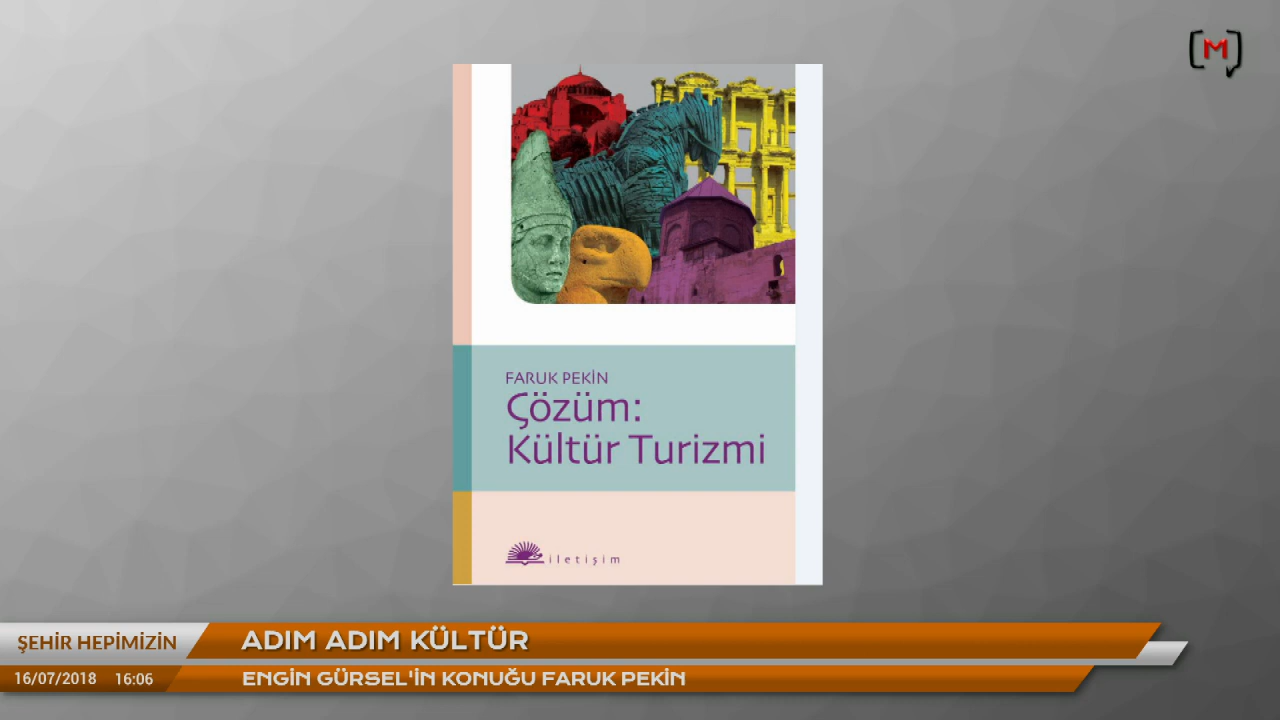 [M]
FARUK PEKİN
Çözüm:
Kültür Turizmi
iletişim
ŞEHİR HEPİMİZİN
ADIM ADIM KÜLTÜR
16/07/2018 16:06
ENGİN GÜRSEL'İN KONUĞU FARUK PEKİN